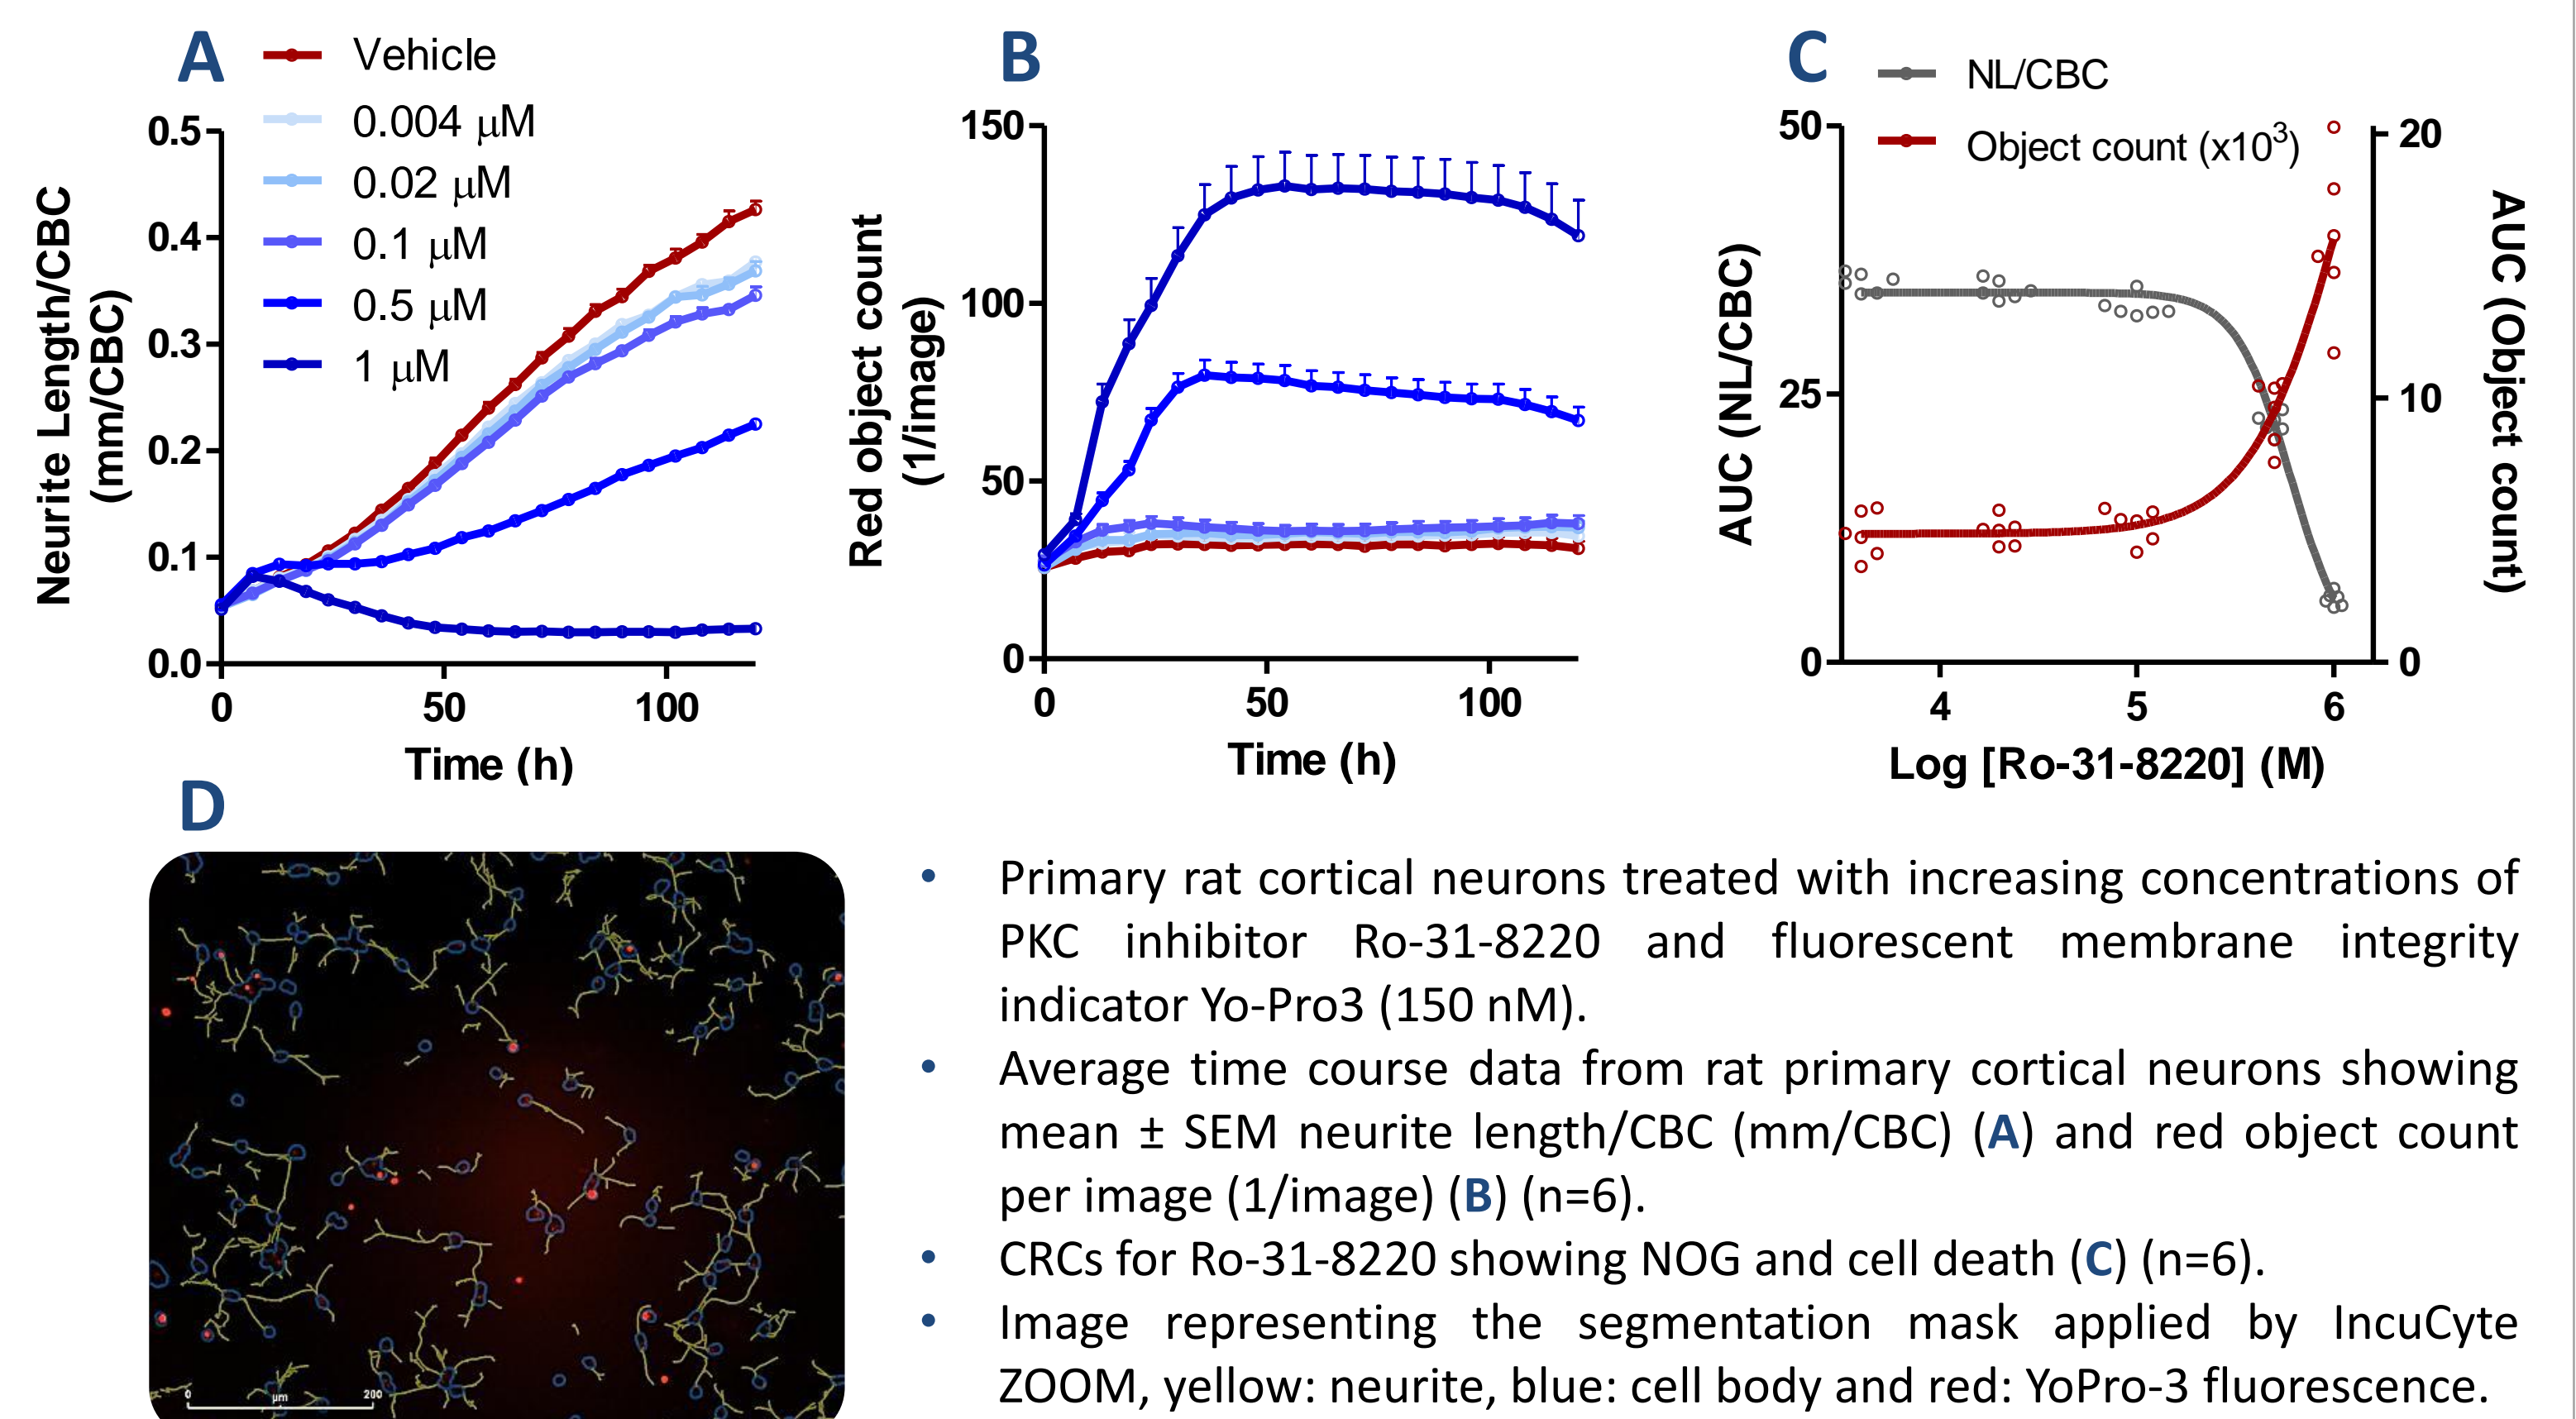 A
Vehicle
0.004 µM
0.02 µM
0.1 µM
0.5 µM
1 µM
0.5
0.4
0.3
0.2
0.1
0.0
0
50
100
Neurite Length/CBC
(mm/CBC)
Time (h)
B
150
100
50
0
0
50
100
Red object count
(1/image)
Time (h)
C
NL/CBC
Object count (x10³)
50
25
0
20
10
0
4
5
6
AUC (NL/CBC)
AUC (Object count)
Log [Ro-31-8220] (M)
D
0
µm
200
• Primary rat cortical neurons treated with increasing concentrations of
PKC inhibitor Ro-31-8220 and fluorescent membrane integrity
indicator Yo-Pro3 (150 nM).
• Average time course data from rat primary cortical neurons showing
mean ± SEM neurite length/CBC (mm/CBC) (A) and red object count
per image (1/image) (B) (n=6).
• CRCs for Ro-31-8220 showing NOG and cell death (C) (n=6).
• Image representing the segmentation mask applied by IncuCyte
ZOOM, yellow: neurite, blue: cell body and red: YoPro-3 fluorescence.